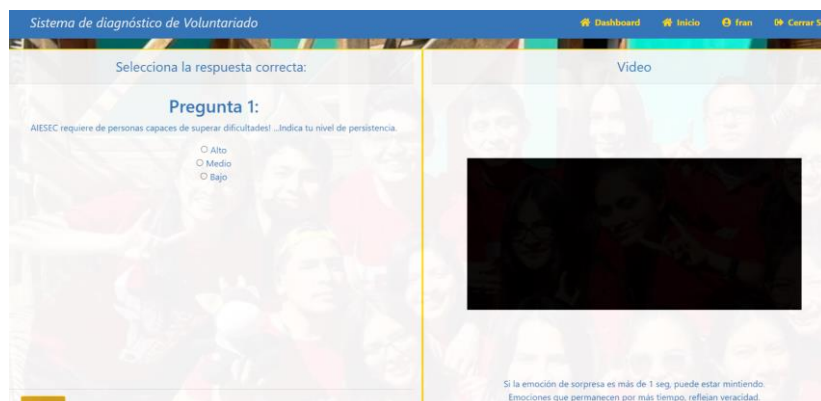 Sistema de diagnóstico de Voluntariado
Dashboard
Inicio
fran
Cerrar S
Selecciona la respuesta correcta:
Pregunta 1:
AIESEC requiere de personas capaces de superar dificultades! ...Indica tu nivel de persistencia.
Alto
Medio
Bajo
Video
Si la emoción de sorpresa es más de 1 seg, puede estar mintiendo.
Emociones que permanecen por más tiempo, reflejan veracidad.